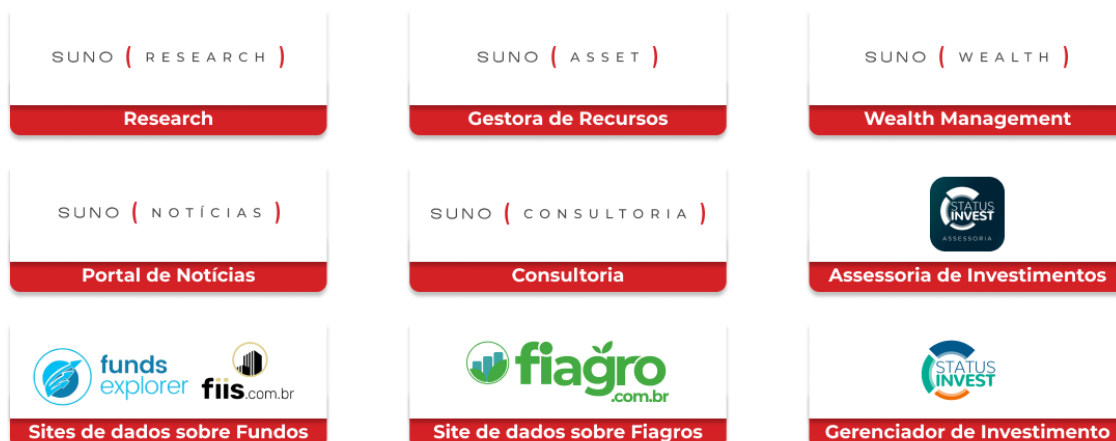 SUNO ( RESEARCH )
Research
SUNO ( ASSET )
Gestora de Recursos
SUNO ( WEALTH )
Wealth Management
SUNO ( NOTÍCIAS )
Portal de Notícias
SUNO ( CONSULTORIA )
Consultoria
STATUS
INVEST
ASSESSORIA
Assessoria de Investimentos
funds
explorer
fiis.com.br
Sites de dados sobre Fundos
fiagro
.com.br
Site de dados sobre Fiagros
STATUS
INVEST
Gerenciador de Investimento